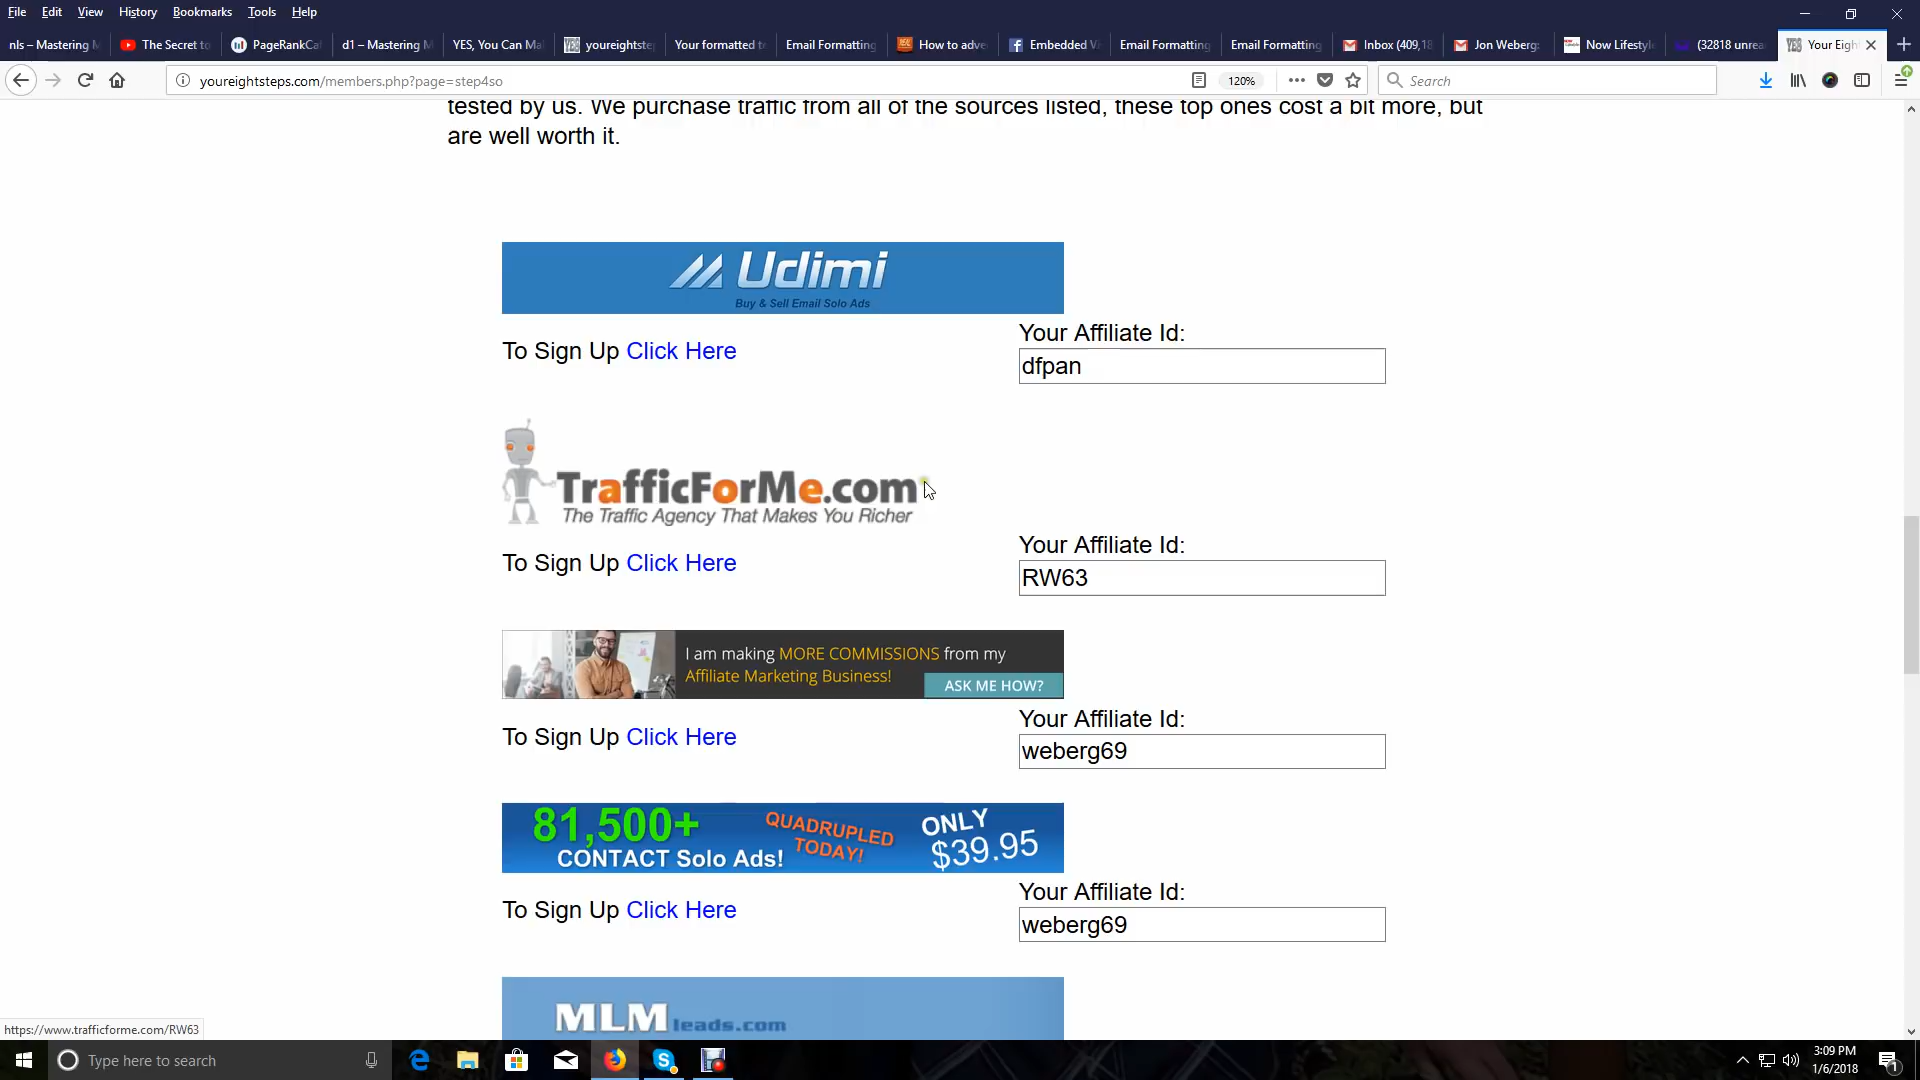 File Edit View History Bookmarks Tools Help
nls – Mastering M
The Secret to
PageRankCa
d1 – Mastering M
YES, You Can Ma
youreightste
Your formatted t
Email Formatting
How to adve
Embedded V
Email Formatting
Email Formatting
Inbox (409,18
Jon Weberg:
Now Lifestyl
(32818 unrea
Your Eigh
youreightsteps.com/members.php?page=step4so
120%
Search
tested by us. We purchase traffic from all of the sources listed, these top ones cost a bit more, but
are well worth it.
Udimi
Buy & Sell Email Solo Ads
Your Affiliate Id:
To Sign Up Click Here
dfpan
TrafficForMe.com
The Traffic Agency That Makes You Richer
Your Affiliate Id:
To Sign Up Click Here
RW63
I am making MORE COMMISSIONS from my
Affiliate Marketing Business!
ASK ME HOW?
Your Affiliate Id:
To Sign Up Click Here
weberg69
81,500+
CONTACT Solo Ads!
QUADRUPLED
TODAY!
ONLY
$39.95
Your Affiliate Id:
To Sign Up Click Here
weberg69
MLM leads.com
https://www.trafficforme.com/RW63
Type here to search
3:09 PM
1/6/2018
1